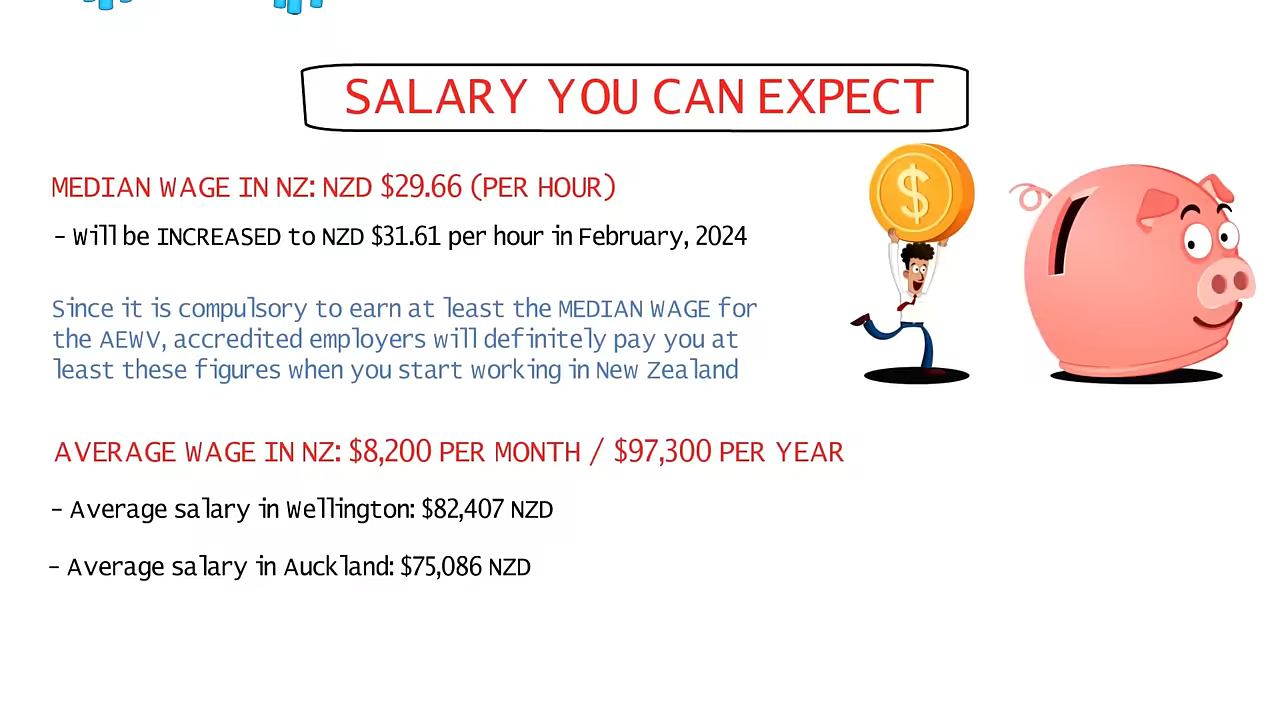 SALARY YOU CAN EXPECT
MEDIAN WAGE IN NZ: NZD $29.66 (PER HOUR)
- Will be INCREASED to NZD $31.61 per hour in February, 2024
Since it is compulsory to earn at least the MEDIAN WAGE for
the AEWV, accredited employers will definitely pay you at
least these figures when you start working in New Zealand
AVERAGE WAGE IN NZ: $8,200 PER MONTH / $97,300 PER YEAR
- Average salary in Wellington: $82,407 NZD
- Average salary in Auckland: $75,086 NZD
$